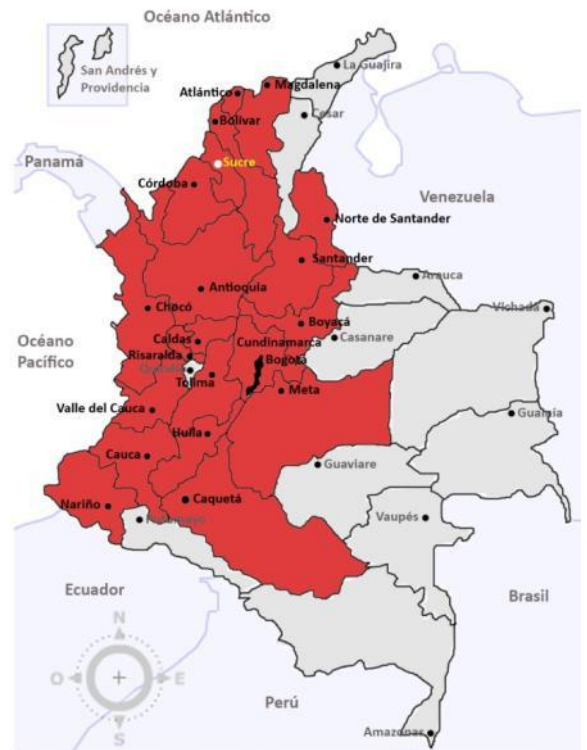 Océano Atlántico
San Andrés y
Providencia
La Guajira
Magdalena
Atlántico
Cesar
Bolívar
Panamá
Sucre
Córdoba
Venezuela
Norte de Santander
Santander
Arauca
Antioquia
Chocó
Vichada
Boyacá
Océano
Pacífico
Caldas
Cundinamarca
Casanare
Risaralda
Bogotá
Tolima
Meta
Valle del Cauca
Guainía
Huila
Cauca
Guaviare
Caquetá
Nariño
Putumayo
Vaupés
Ecuador
Brasil
N
O
E
S
Perú
Amazonas